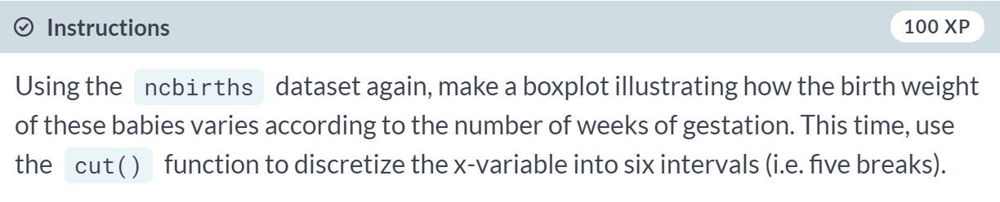 Instructions
100 XP
Using the ncbirths dataset again, make a boxplot illustrating how the birth weight
of these babies varies according to the number of weeks of gestation. This time, use
the cut() function to discretize the x-variable into six intervals (i.e. five breaks).